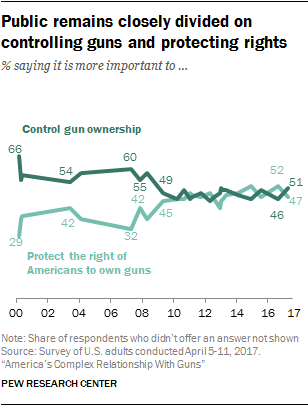 Public remains closely divided on
controlling guns and protecting rights
% saying it is more important to ...
Control gun ownership
66
54
60
55
49
52
51
29
42
32
42
45
46
47
Protect the right of
Americans to own guns
00 02 04 06 08 10 12 14 16 17
Note: Share of respondents who didn't offer an answer not shown
Source: Survey of U.S. adults conducted April 5-11, 2017.
"America's Complex Relationship With Guns"
PEW RESEARCH CENTER